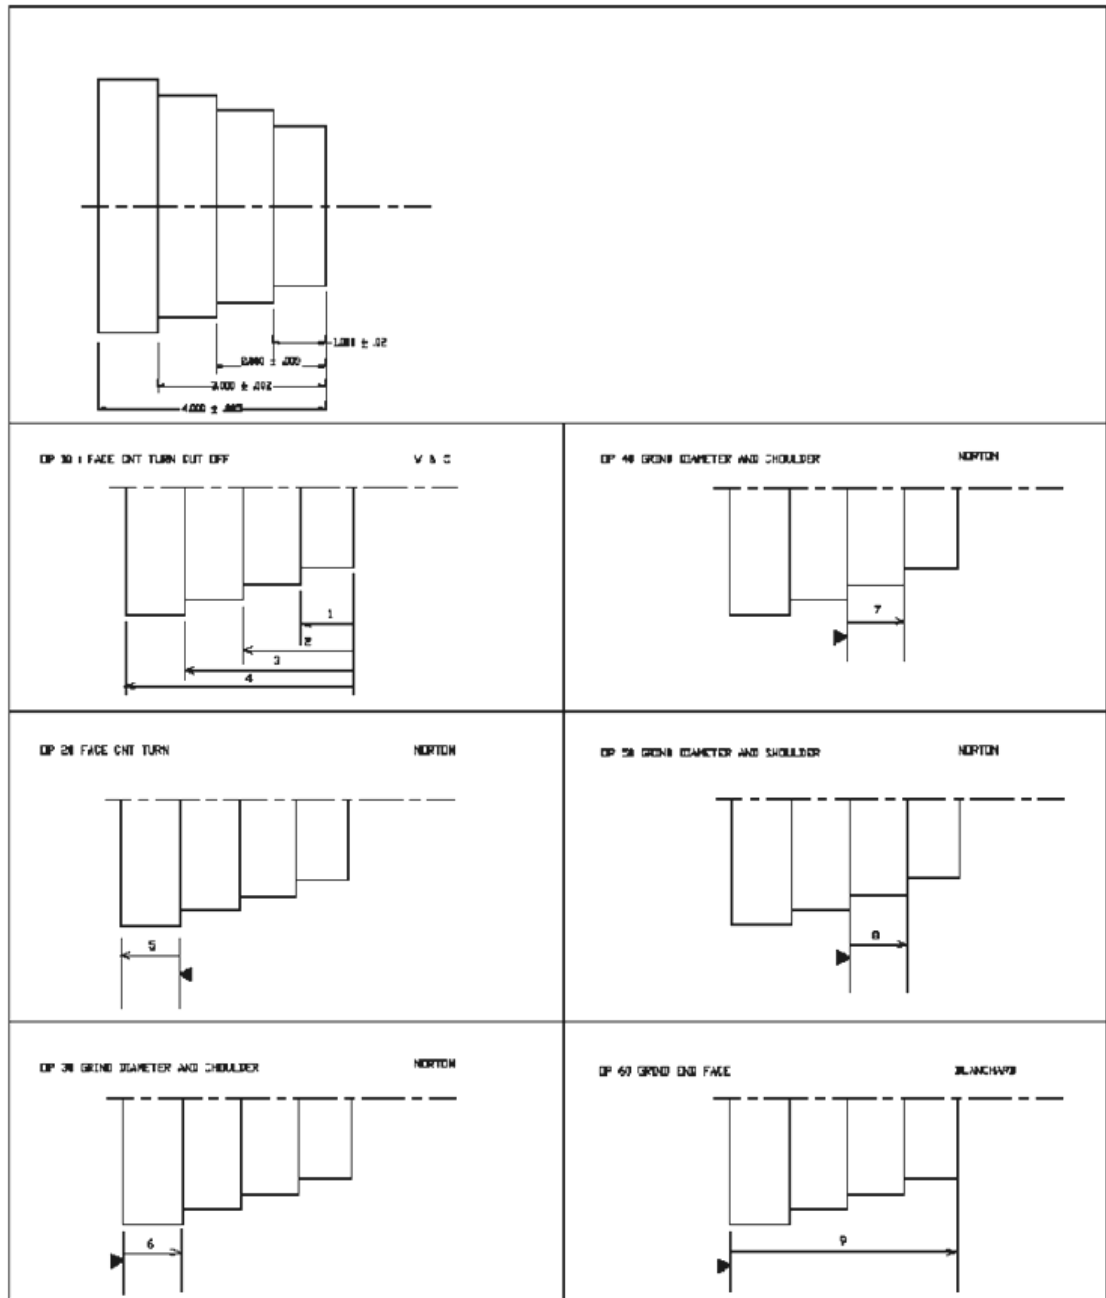 1.000 ± .02
2.000 ± .005
3.000 ± .002
4.000 ±
OP 10 : FACE CNT TURN CUT OFF
W & S
1
2
3
4
OP 40 GRIND DIAMETER AND SHOULDER
NORTON
7
OP 20 FACE CNT TURN
NORTON
5
OP 50 GRIND DIAMETER AND SHOULDER
NORTON
8
OP 30 GRIND DIAMETER AND SHOULDER
NORTON
6
OP 60 GRIND END FACE
BLANCHARD
9